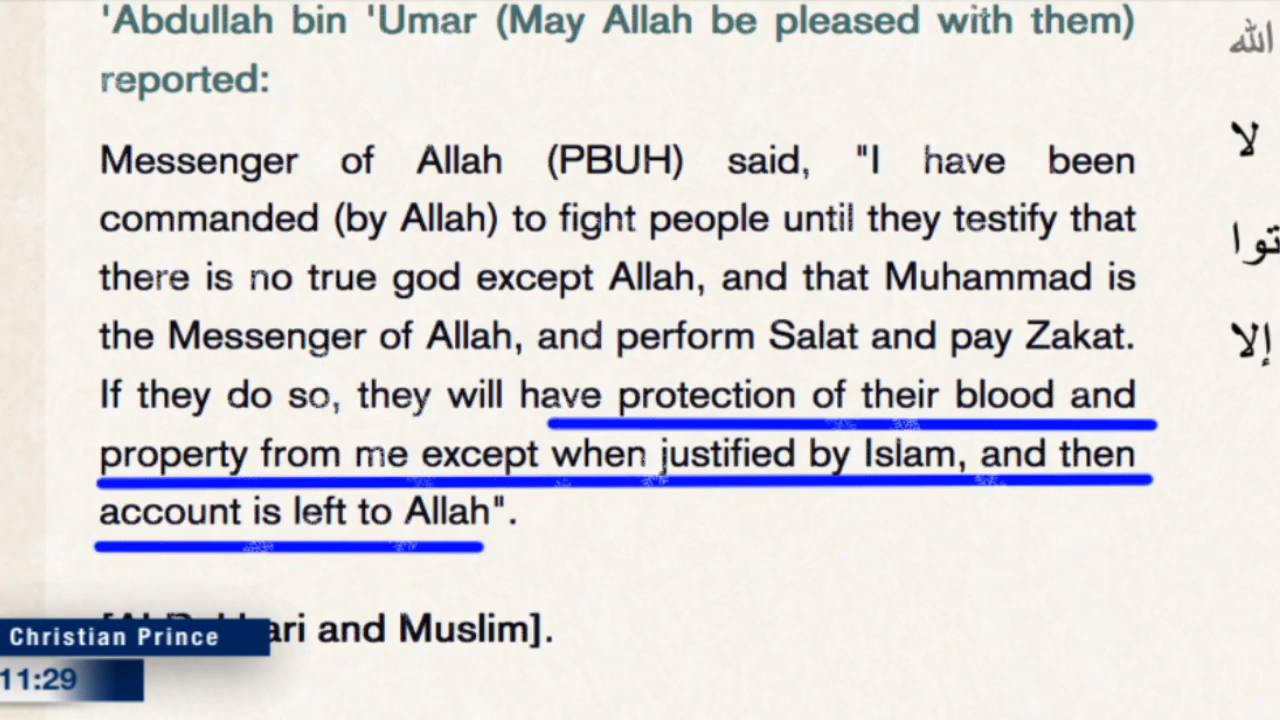 'Abdullah bin 'Umar (May Allah be pleased with them)
reported:
Messenger of Allah (PBUH) said, "I have been
commanded (by Allah) to fight people until they testify that
there is no true god except Allah, and that Muhammad is
the Messenger of Allah, and perform Salat and pay Zakat.
If they do so, they will have protection of their blood and
property from me except when justified by Islam, and then
account is left to Allah".
ari and Muslim].
Christian Prince
11:29
الله
لا
توا
إلا